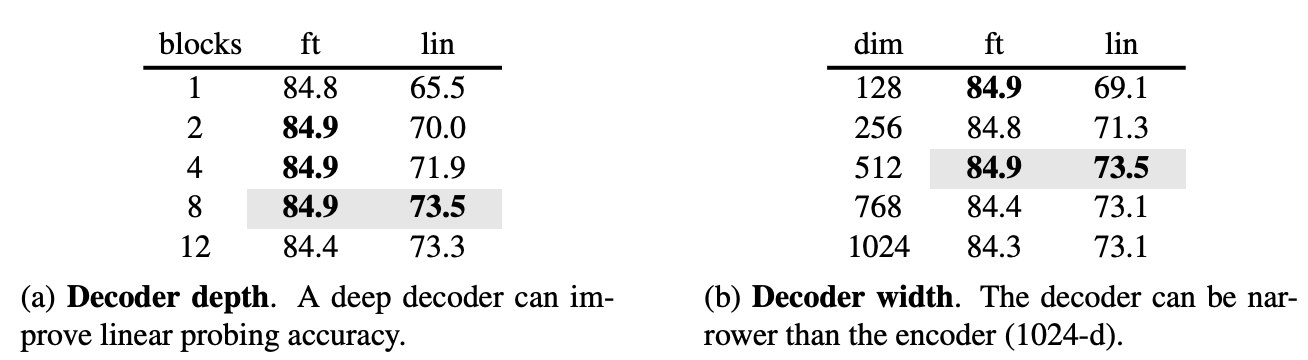 blocks ft lin
1 84.8 65.5
2 84.9 70.0
4 84.9 71.9
8 84.9 73.5
12 84.4 73.3
(a) Decoder depth. A deep decoder can im-
prove linear probing accuracy.
dim ft lin
128 84.9 69.1
256 84.8 71.3
512 84.9 73.5
768 84.4 73.1
1024 84.3 73.1
(b) Decoder width. The decoder can be nar-
rower than the encoder (1024-d).